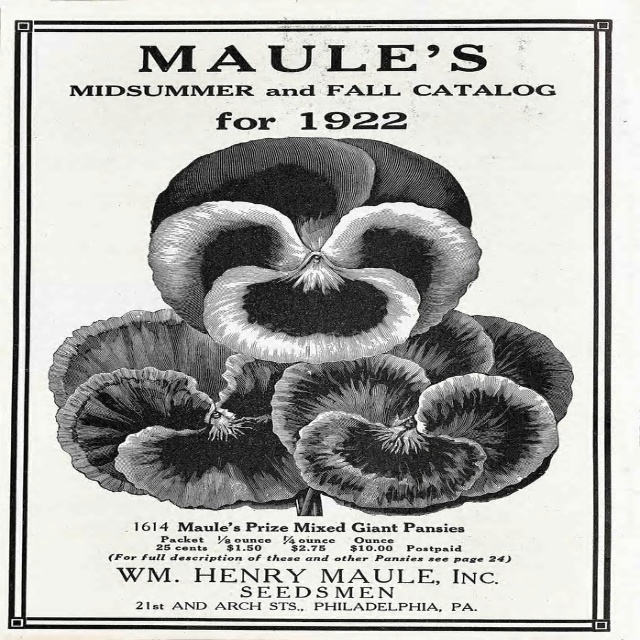 MAULE'S
MIDSUMMER and FALL CATALOG
for 1922
1614 Maule's Prize Mixed Giant Pansies
Packet 1/8 ounce 1/4 ounce Ounce
25 cents $1.50 $2.75 $10.00 Postpaid
(For full description of these and other Pansies see page 24)
WM. HENRY MAULE, INC.
SEEDSMEN
21st AND ARCH STS., PHILADELPHIA, PA.